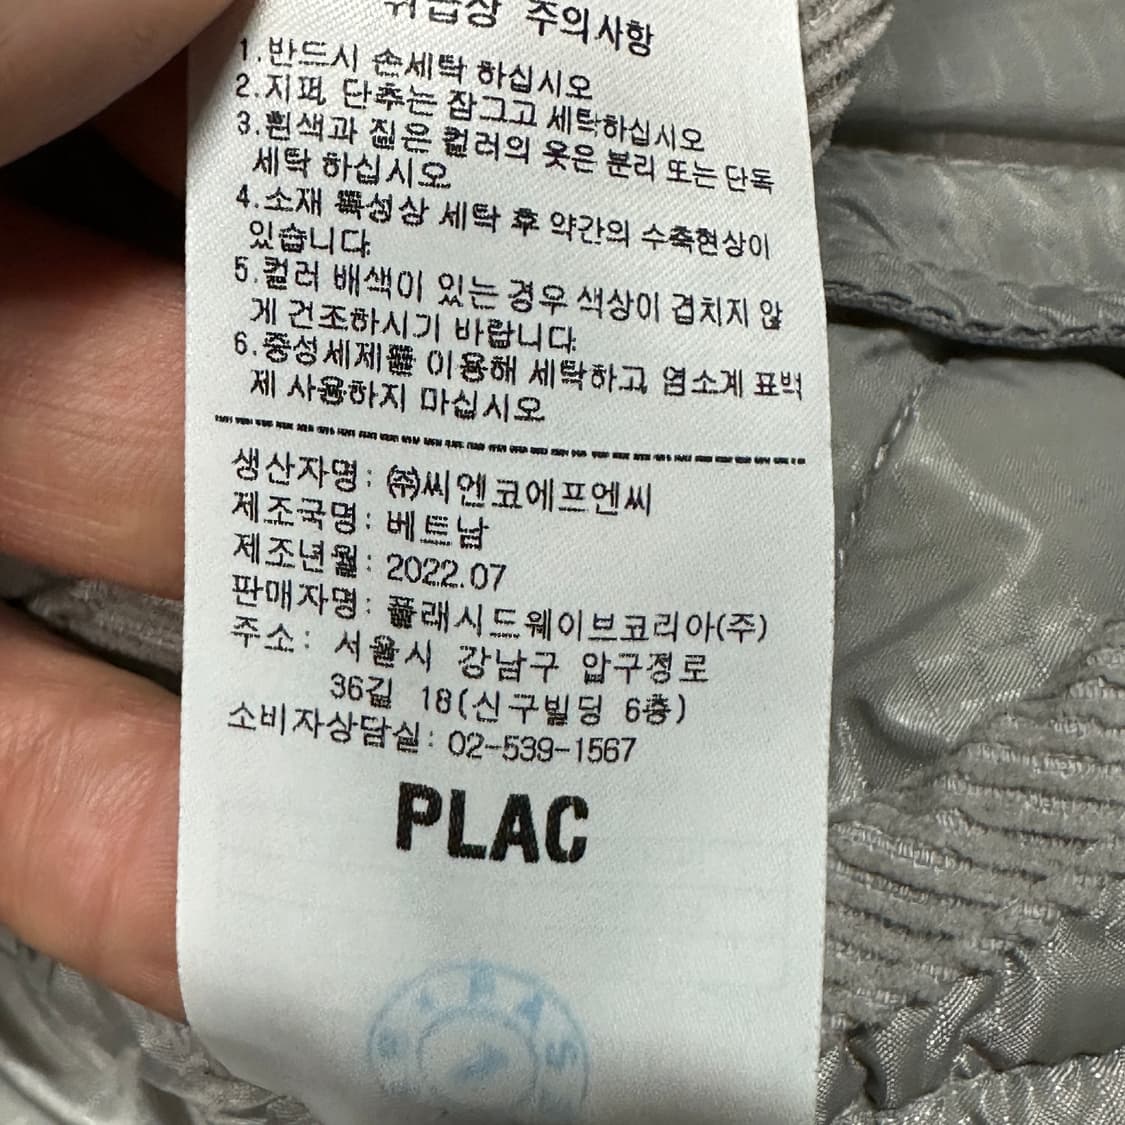 취급상 주의사항
1.반드시 손세탁 하십시오
2.지퍼, 단추는 잠그고 세탁하십시오
3.흰색과 짙은 컬러의 옷은 분리 또는 단독
세탁 하십시오.
4.소재 특성상 세탁 후 약간의 수축현상이
있습니다.
5.컬러 배색이 있는 경우 색상이 겹치지 않
게 건조하시기 바랍니다.
6.중성세제를 이용해 세탁하고, 염소계 표백
제 사용하지 마십시오
생산자명: ㈜씨엔코에프엔씨
제조국명: 베트남
제조년월: 2022.07
판매자명: 플래시드웨이브코리아(주)
주소: 서울시 강남구 압구정로
36길 18(신구빌딩 6층)
소비자상담실: 02-539-1567
PLAC